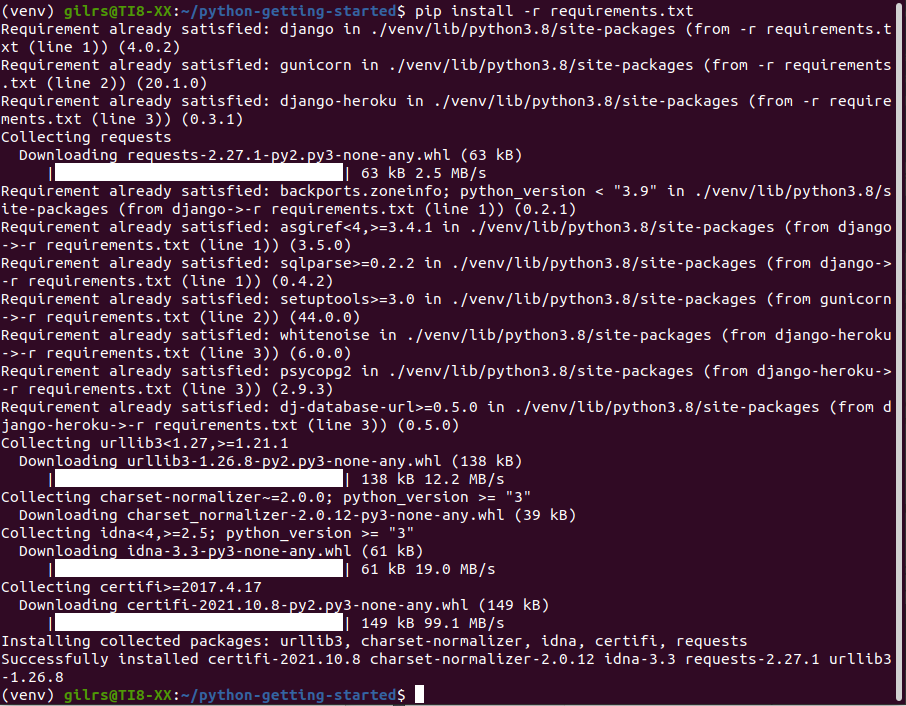 (venv) gilrs@TI8-XX:~/python-getting-started$ pip install -r requirements.txt
Requirement already satisfied: django in ./venv/lib/python3.8/site-packages (from -r requirements.t
xt (line 1)) (4.0.2)
Requirement already satisfied: gunicorn in ./venv/lib/python3.8/site-packages (from -r requirements
.txt (line 2)) (20.1.0)
Requirement already satisfied: django-heroku in ./venv/lib/python3.8/site-packages (from -r require
ments.txt (line 3)) (0.3.1)
Collecting requests
  Downloading requests-2.27.1-py2.py3-none-any.whl (63 kB)
     |████████████████████████████████| 63 kB 2.5 MB/s
Requirement already satisfied: backports.zoneinfo; python_version < "3.9" in ./venv/lib/python3.8/s
ite-packages (from django->-r requirements.txt (line 1)) (0.2.1)
Requirement already satisfied: asgiref<4,>=3.4.1 in ./venv/lib/python3.8/site-packages (from django
->-r requirements.txt (line 1)) (3.5.0)
Requirement already satisfied: sqlparse>=0.2.2 in ./venv/lib/python3.8/site-packages (from django->
-r requirements.txt (line 1)) (0.4.2)
Requirement already satisfied: setuptools>=3.0 in ./venv/lib/python3.8/site-packages (from gunicorn
->-r requirements.txt (line 2)) (44.0.0)
Requirement already satisfied: whitenoise in ./venv/lib/python3.8/site-packages (from django-heroku
->-r requirements.txt (line 3)) (6.0.0)
Requirement already satisfied: psycopg2 in ./venv/lib/python3.8/site-packages (from django-heroku->
-r requirements.txt (line 3)) (2.9.3)
Requirement already satisfied: dj-database-url>=0.5.0 in ./venv/lib/python3.8/site-packages (from d
jango-heroku->-r requirements.txt (line 3)) (0.5.0)
Collecting urllib3<1.27,>=1.21.1
  Downloading urllib3-1.26.8-py2.py3-none-any.whl (138 kB)
     |████████████████████████████████| 138 kB 12.2 MB/s
Collecting charset-normalizer~=2.0.0; python_version >= "3"
  Downloading charset_normalizer-2.0.12-py3-none-any.whl (39 kB)
Collecting idna<4,>=2.5; python_version >= "3"
  Downloading idna-3.3-py3-none-any.whl (61 kB)
     |████████████████████████████████| 61 kB 19.0 MB/s
Collecting certifi>=2017.4.17
  Downloading certifi-2021.10.8-py2.py3-none-any.whl (149 kB)
     |████████████████████████████████| 149 kB 99.1 MB/s
Installing collected packages: urllib3, charset-normalizer, idna, certifi, requests
Successfully installed certifi-2021.10.8 charset-normalizer-2.0.12 idna-3.3 requests-2.27.1 urllib3
-1.26.8
(venv) gilrs@TI8-XX:~/python-getting-started$